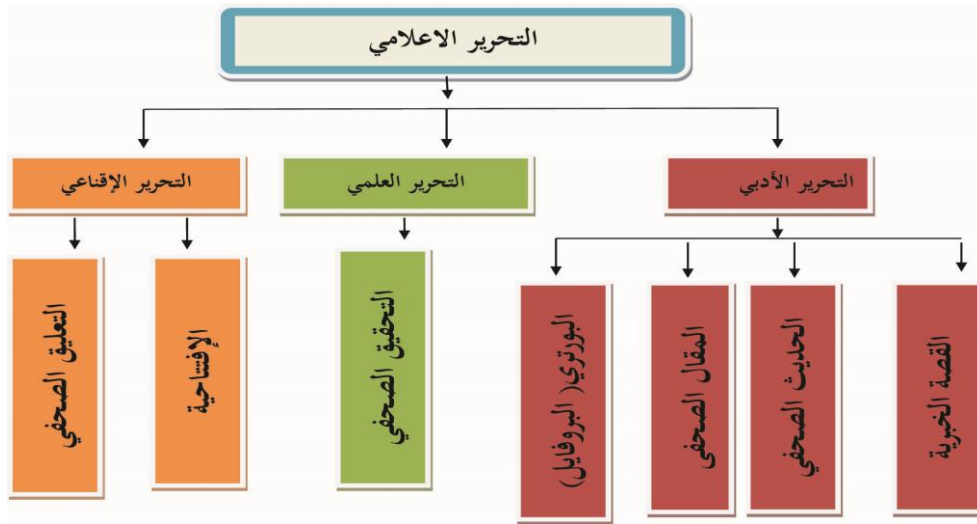 التحرير الاعلامي
التحرير الأدبي
التحرير العلمي
التحرير الإقناعي
القصة الخبرية
الحديث الصحفي
المقال الصحفى
البورتري( البروفايل)
التحقيق الصحفي
الإفتتاحية
التعليق الصحفي